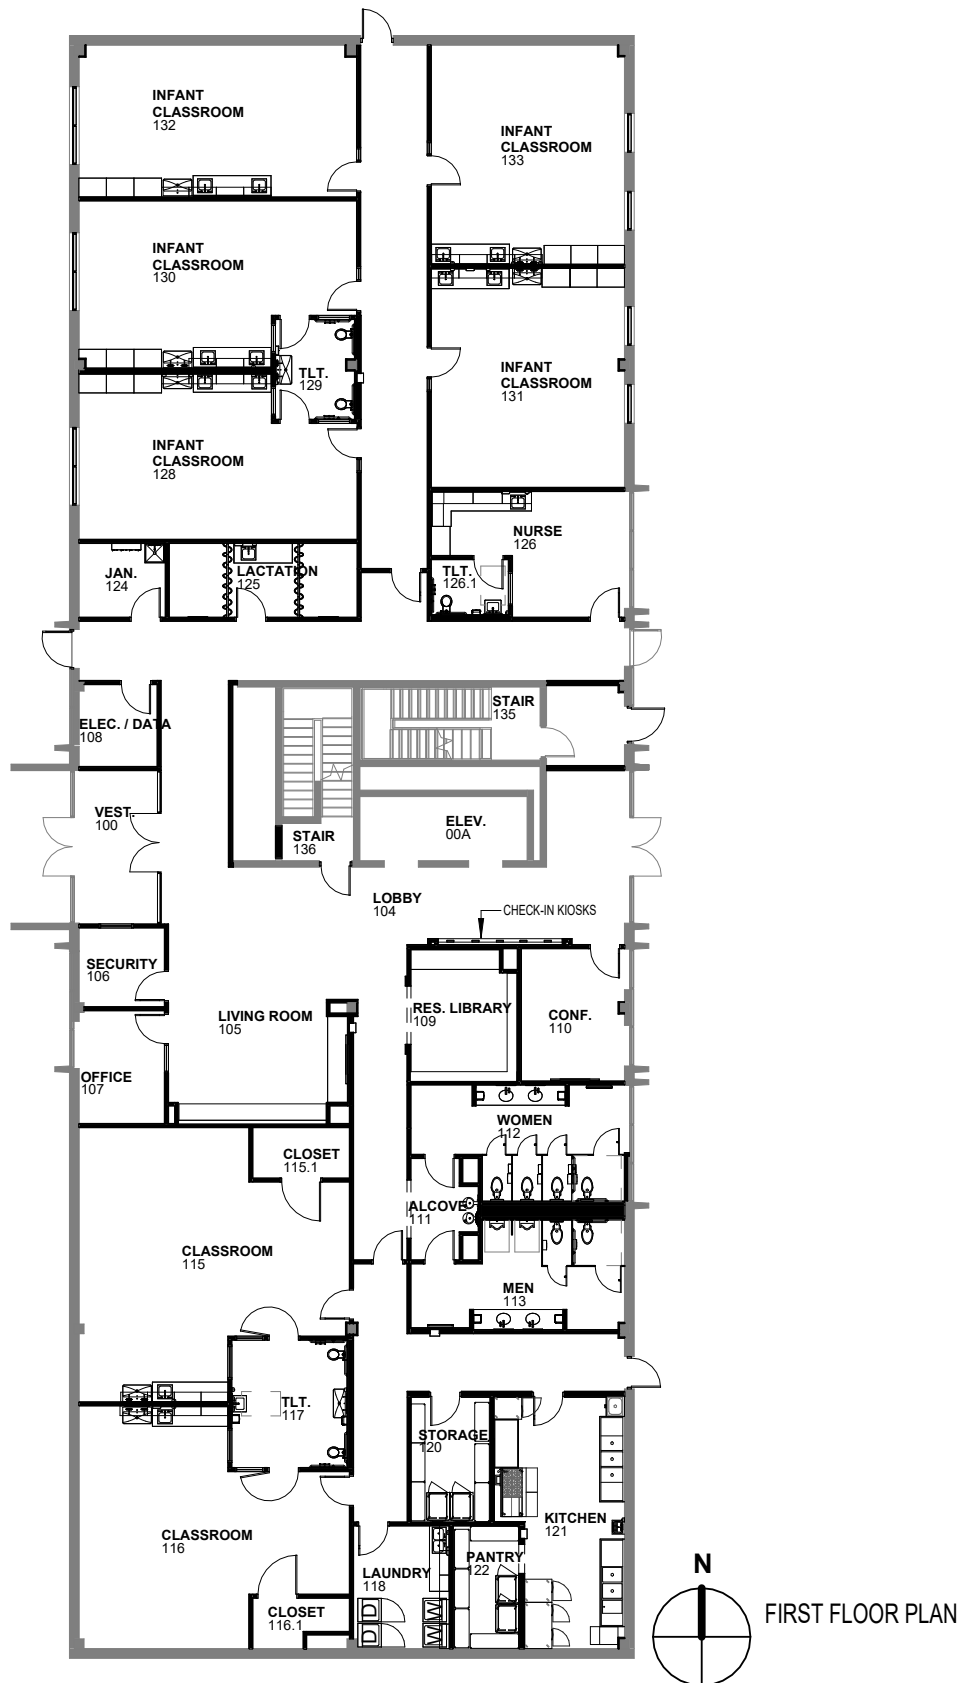 INFANT
CLASSROOM
132
INFANT
CLASSROOM
133
INFANT
CLASSROOM
130
INFANT
CLASSROOM
131
TLT.
129
INFANT
CLASSROOM
128
NURSE
126
JAN.
124
LACTATION
125
TLT.
126.1
STAIR
135
ELEC. / DATA
108
VEST.
100
ELEV.
00A
STAIR
136
LOBBY
104
CHECK-IN KIOSKS
SECURITY
106
LIVING ROOM
105
RES. LIBRARY
109
CONF.
110
OFFICE
107
WOMEN
112
CLOSET
115.1
ALCOVE
111
CLASSROOM
115
MEN
113
TLT.
117
STORAGE
120
KITCHEN
121
CLASSROOM
116
PANTRY
122
LAUNDRY
118
CLOSET
116.1
D
D
W
W
N
FIRST FLOOR PLAN